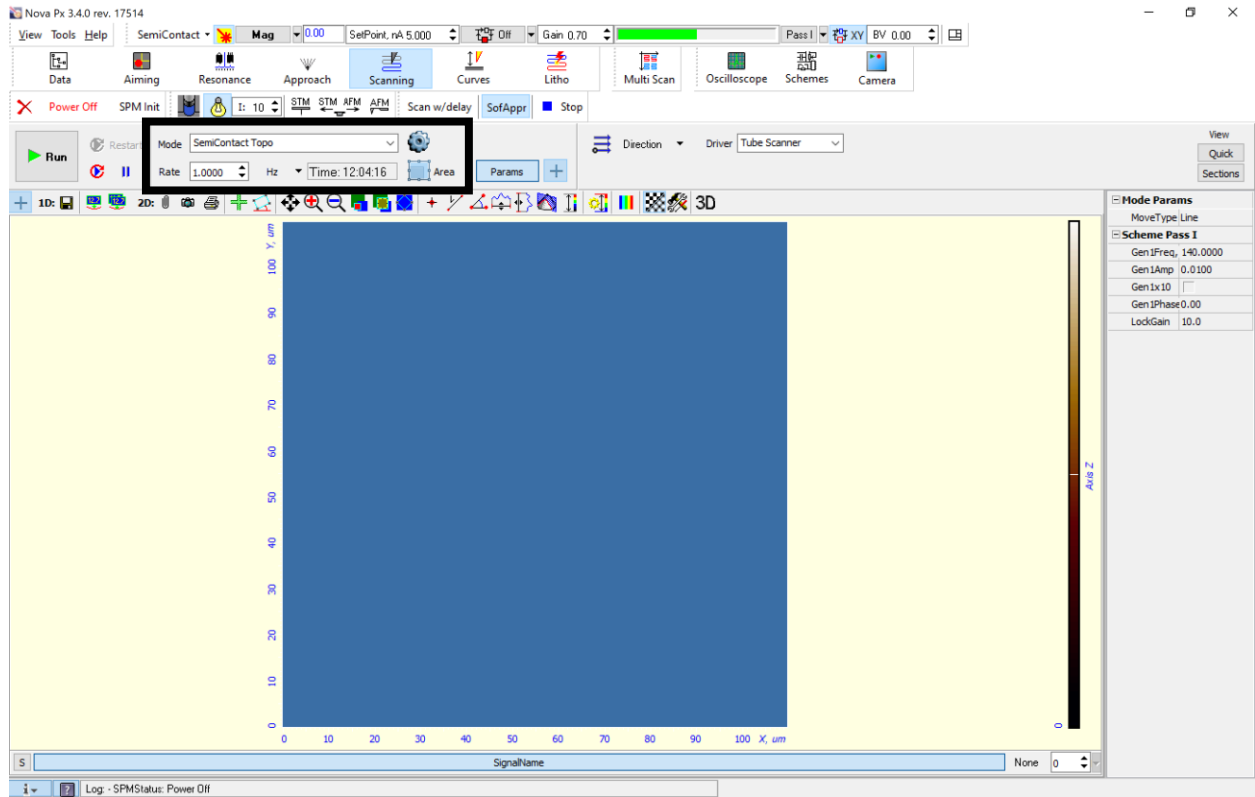 Nova Px 3.4.0 rev. 17514
View Tools Help SemiContact Mag 0.00 SetPoint, nA 5.000 Off Gain 0.70 Pass I XY BV 0.00
Data Aiming Resonance Approach Scanning Curves Litho Multi Scan Oscilloscope Schemes Camera
Power Off SPM Init I: 10 STM STM AFM AFM Scan w/delay SofAppr Stop
Run Restart Mode SemiContact Topo Direction Driver Tube Scanner View
Quick
Rate 1.0000 Hz Time: 12:04:16 Area Params Sections
1D: 2D: 3D
Mode Params
MoveType Line
Scheme Pass I
Gen1Freq, 140.0000
Gen1Amp 0.0100
Gen1x10
Gen1Phase 0.00
LockGain 10.0
Y, um
100
90
80
70
60
50
40
30
20
10
0
0 10 20 30 40 50 60 70 80 90 100 X, um
Axis Z
0
S SignalName None 0
i ? Log: - SPMStatus: Power Off